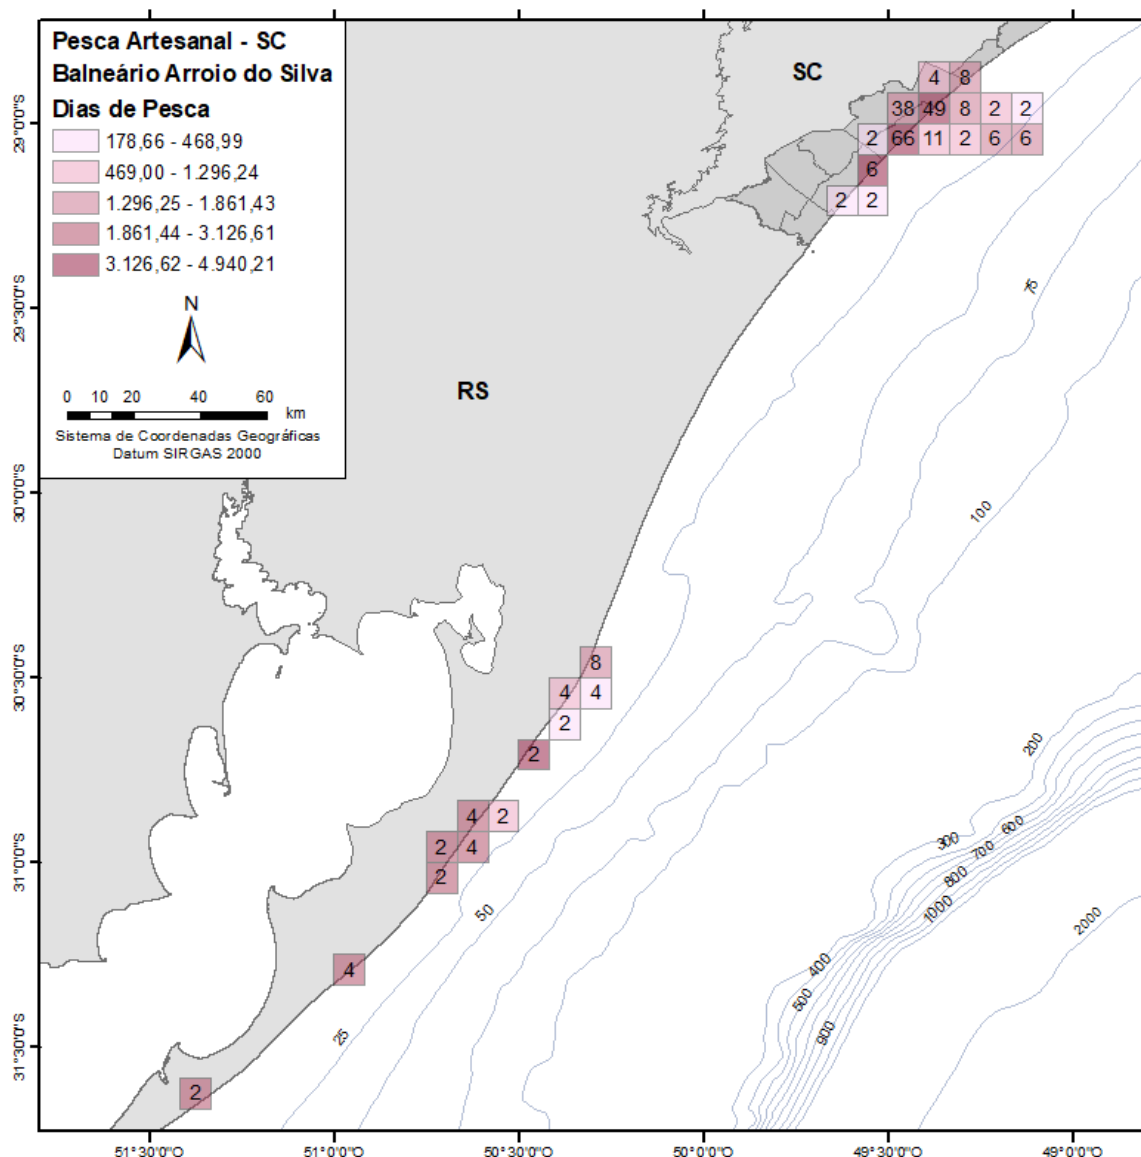 Pesca Artesanal - SC
Balneário Arroio do Silva
Dias de Pesca
178,66 - 468,99
469,00 - 1.296,24
1.296,25 - 1.861,43
1.861,44 - 3.126,61
3.126,62 - 4.940,21
N
0 10 20 40 60
km
Sistema de Coordenadas Geográficas
Datum SIRGAS 2000
SC
RS
4 8
38 49 8 2 2
2 66 11 2 6 6
6
2 2
75
100
8
4 4
2
2
4 2
2 4
2
4
2
25
50
200
300
600
700
800
1000
400
500
900
2000
29°0'0"S
29°30'0"S
30°0'0"S
30°30'0"S
31°0'0"S
31°30'0"S
51°30'0"O
51°0'0"O
50°30'0"O
50°0'0"O
49°30'0"O
49°0'0"O